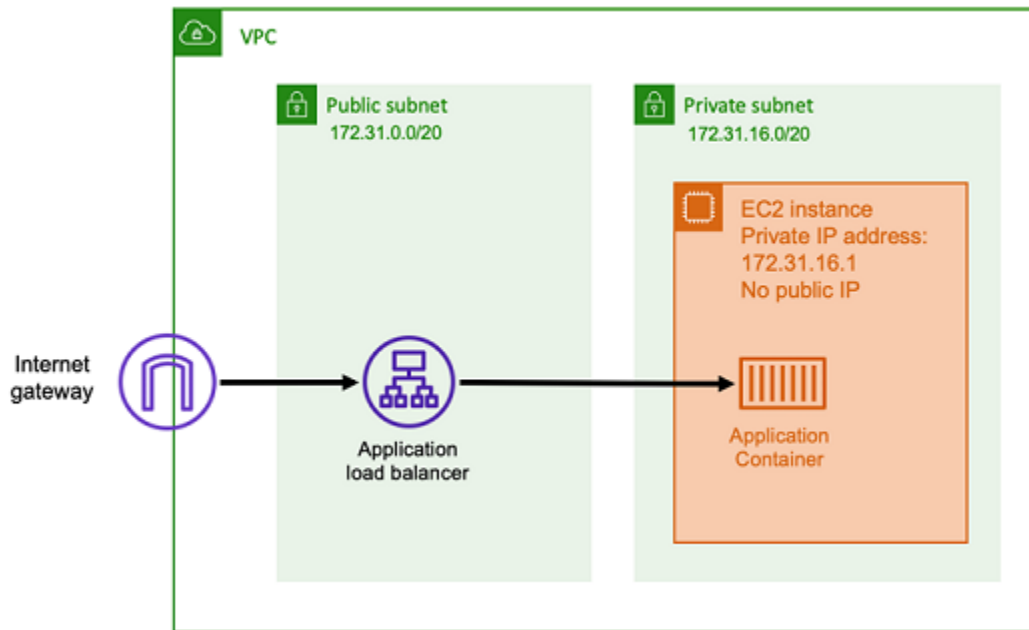 VPC
Public subnet
172.31.0.0/20
Private subnet
172.31.16.0/20
EC2 instance
Private IP address:
172.31.16.1
No public IP
Internet
gateway
Application
load balancer
Application
Container